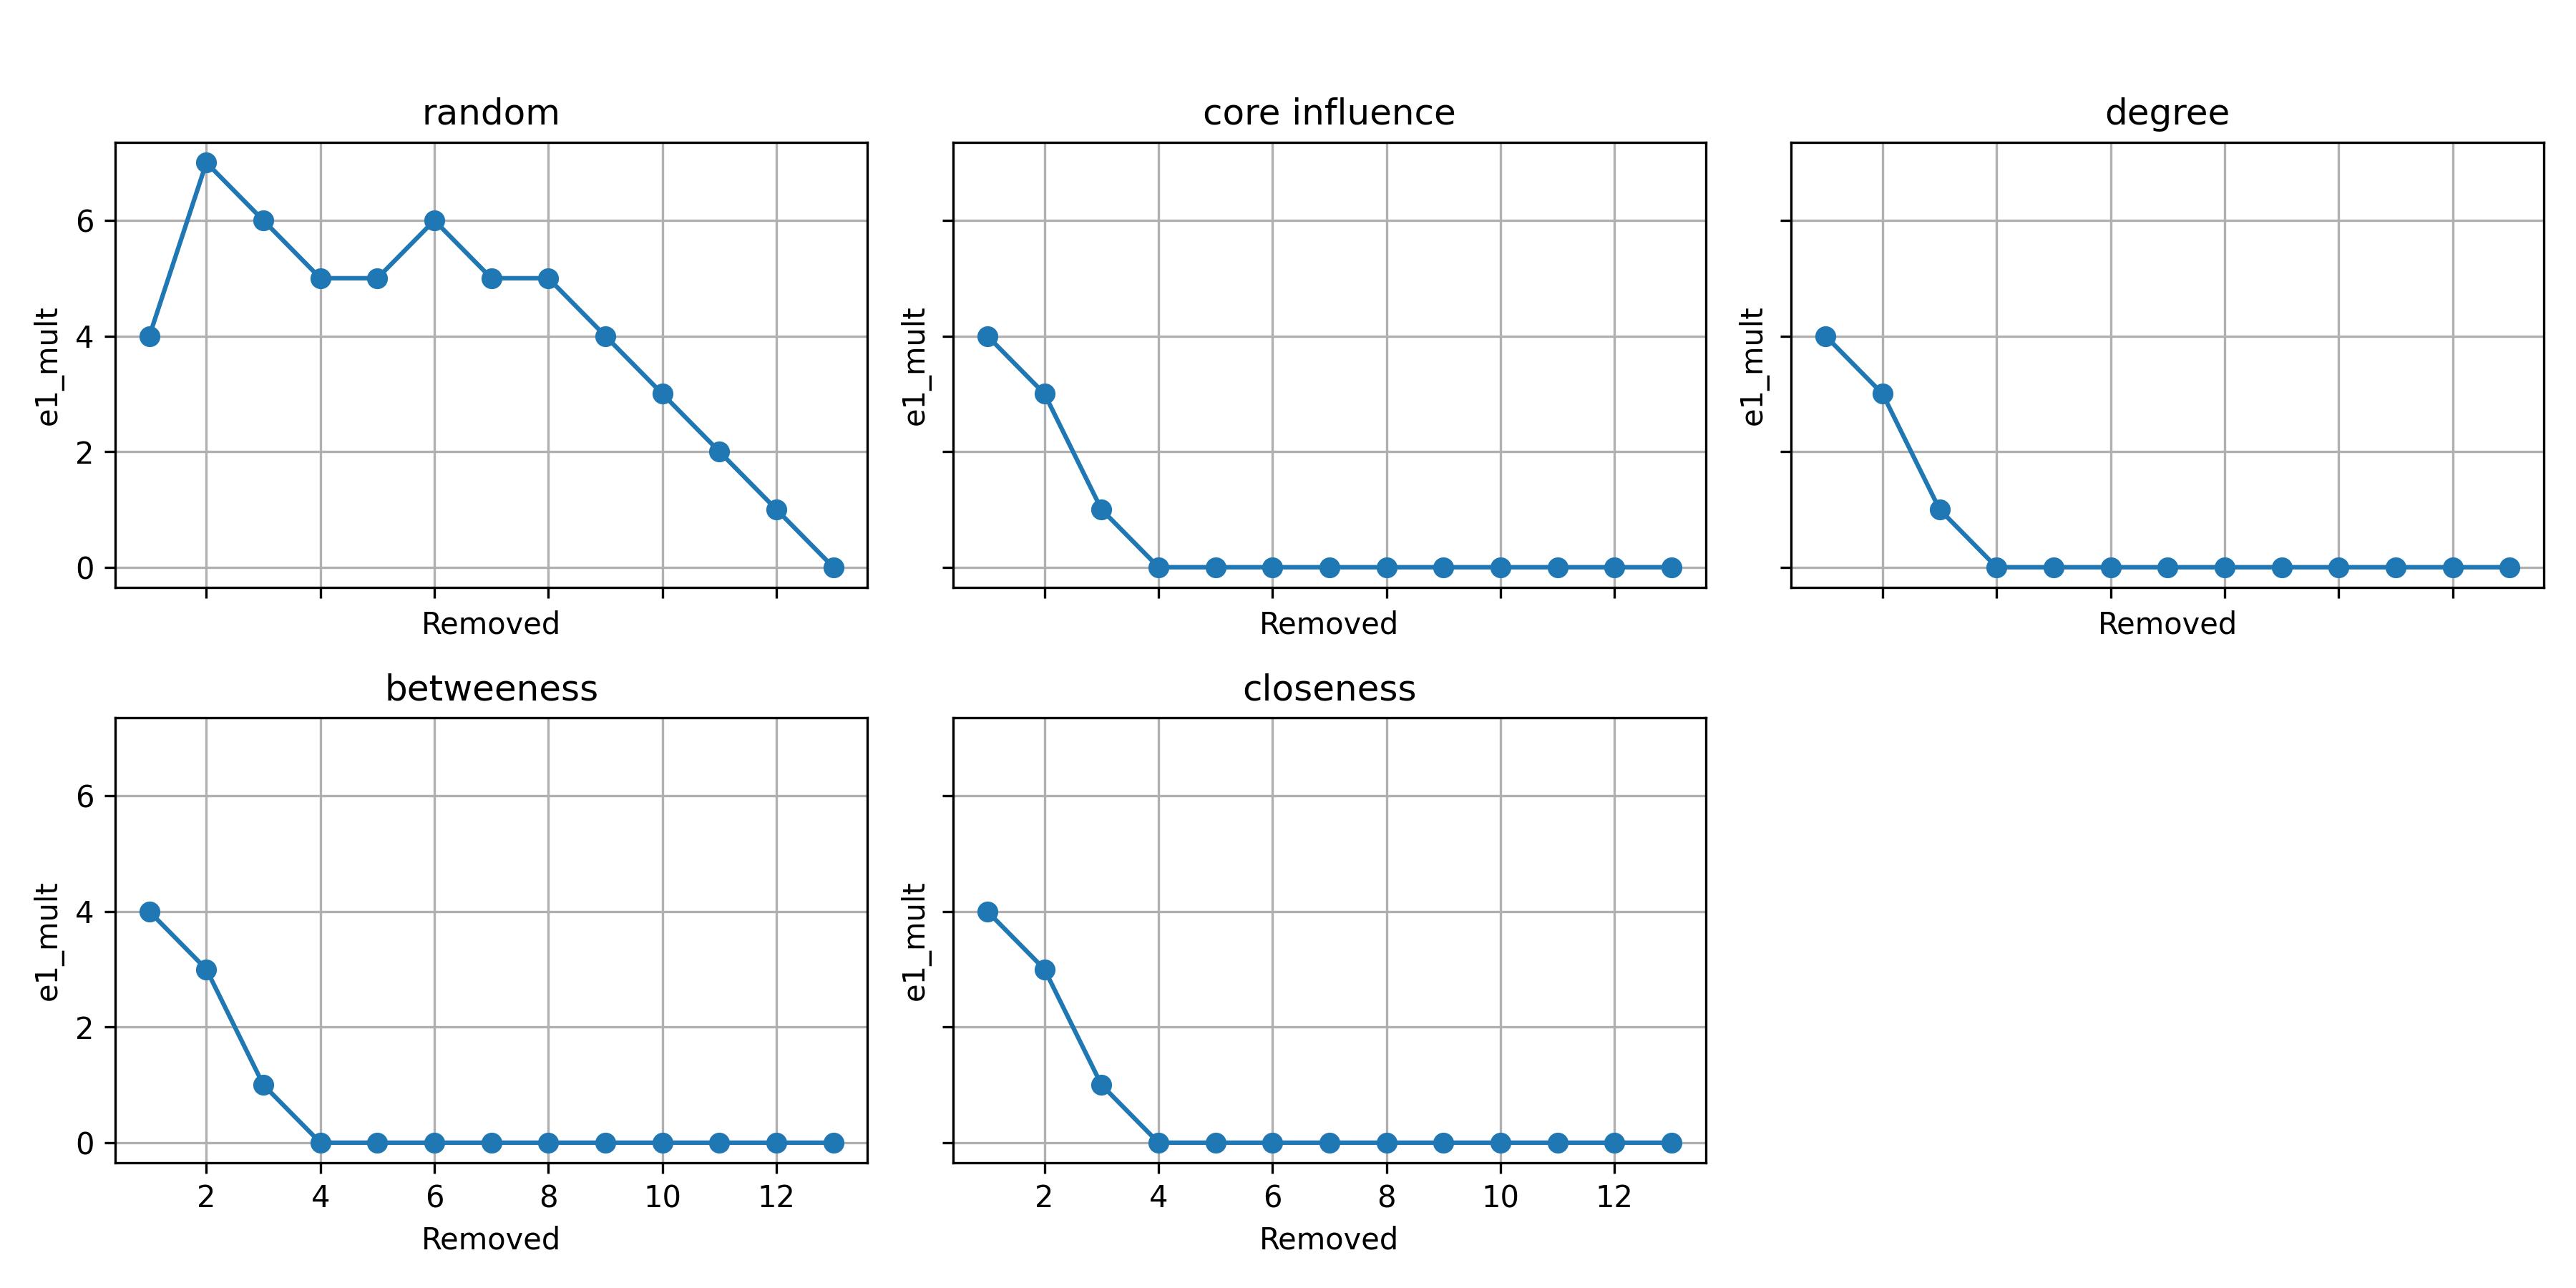 random
6
4
2
0
e1_mult
Removed
core influence
e1_mult
Removed
degree
e1_mult
Removed
betweeness
6
4
2
0
e1_mult
2 4 6 8 10 12
Removed
closeness
e1_mult
2 4 6 8 10 12
Removed